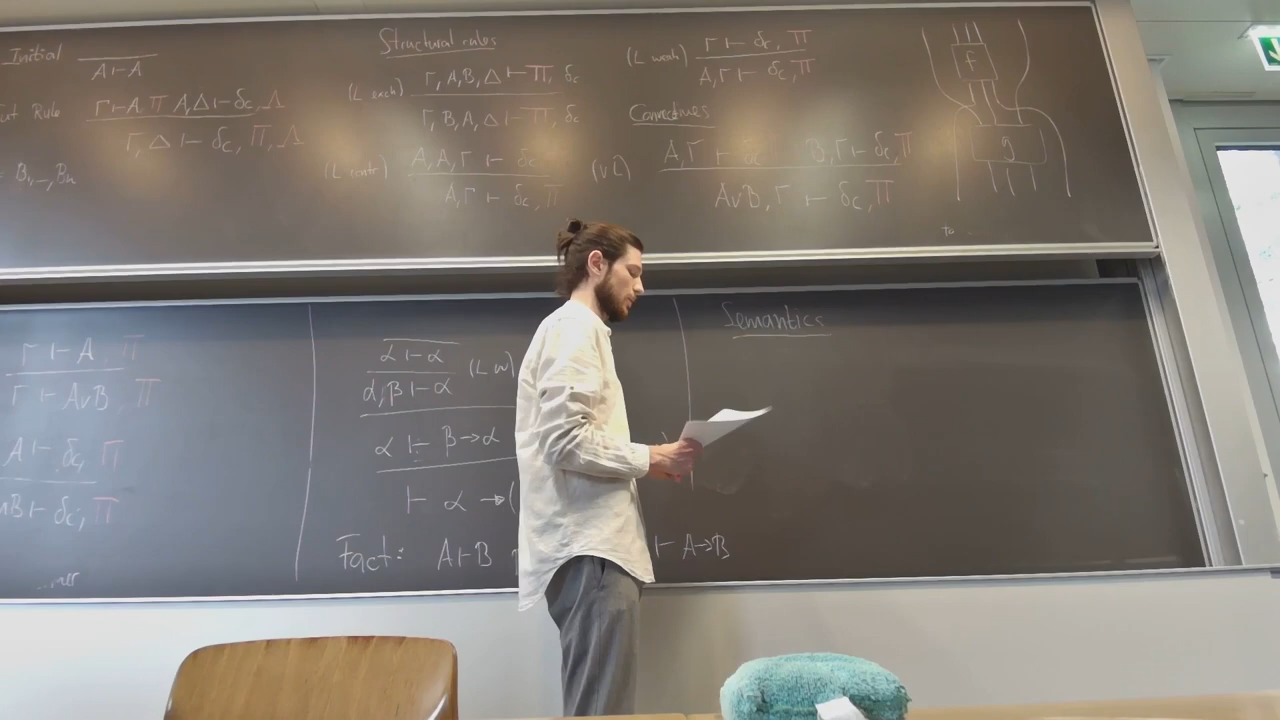 Initial
A ⊢ A
Cut Rule
Γ ⊢ A, Π A, Δ ⊢ δc, Λ
Γ, Δ ⊢ δc, Π, Λ
B1, ..., Bn
Structural rules
(L exch)
Γ, A, B, Δ ⊢ Π, δc
Γ, B, A, Δ ⊢ Π, δc
(L contr)
A, A, Γ ⊢ δc, Π
A, Γ ⊢ δc, Π
(L weak)
Γ ⊢ δc, Π
A, Γ ⊢ δc, Π
Connectives
(∨L)
A, Γ ⊢ δc B, Γ ⊢ δc, Π
A∨B, Γ ⊢ δc, Π
f
g
Γ ⊢ A, Π
Γ ⊢ A∨B, Π
A ⊢ δc, Π
∧B ⊢ δc, Π
α ⊢ α
(L w)
α, β ⊢ α
α ⊢ β → α
⊢ α → (
Fact: A ⊢ B
⊢ A → B
Semantics